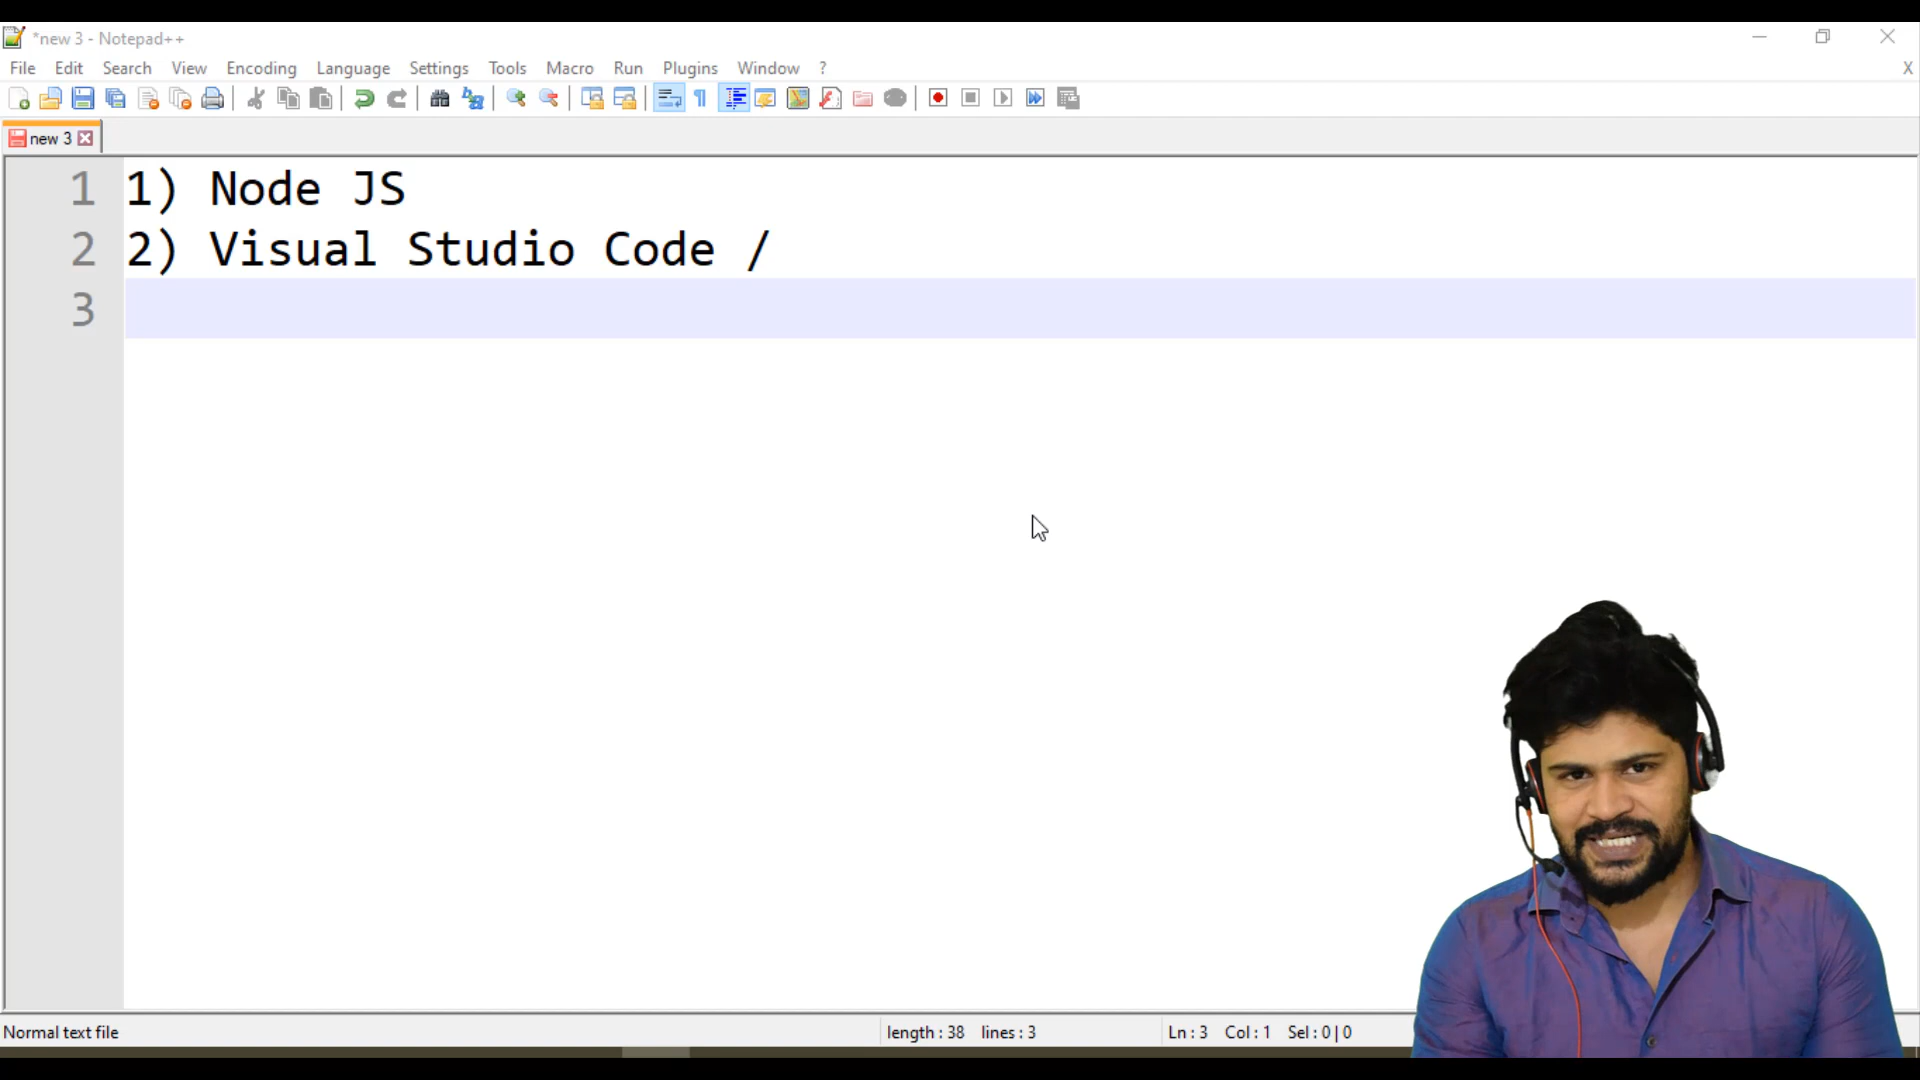 *new 3 - Notepad++
File Edit Search View Encoding Language Settings Tools Macro Run Plugins Window ? X
new 3
1 1) Node JS
2 2) Visual Studio Code /
3
Normal text file length : 38 lines : 3 Ln : 3 Col : 1 Sel : 0 | 0